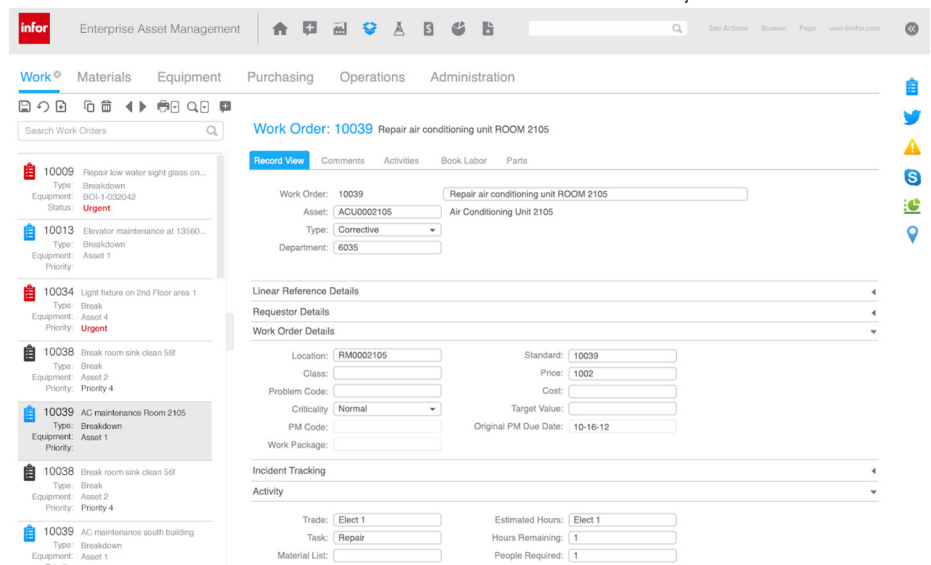 infor
Enterprise Asset Management
Site Actions Browse Page user@infor.com
Work Materials Equipment Purchasing Operations Administration
Search Work Orders
10009 Repair low water sight glass on...
Type: Breakdown
Equipment: BOI-1-032042
Status: Urgent
10013 Elevator maintenance at 13560...
Type: Breakdown
Equipment: Asset 1
Priority:
10034 Light fixture on 2nd Floor area 1
Type: Break
Equipment: Asset 4
Priority: Urgent
10038 Break room sink clean 56f
Type: Break
Equipment: Asset 2
Priority: Priority 4
10039 AC maintenance Room 2105
Type: Breakdown
Equipment: Asset 1
Priority:
10038 Break room sink clean 56f
Type: Break
Equipment: Asset 2
Priority: Priority 4
10039 AC maintenance south building
Type: Breakdown
Equipment: Asset 1
Work Order: 10039 Repair air conditioning unit ROOM 2105
Record View Comments Activities Book Labor Parts
Work Order: 10039 Repair air conditioning unit ROOM 2105
Asset: ACU0002105 Air Conditioning Unit 2105
Type: Corrective
Department: 6035
Linear Reference Details
Requestor Details
Work Order Details
Location: RM0002105 Standard: 10039
Class: Price: 1002
Problem Code: Cost:
Criticality Normal Target Value:
PM Code: Original PM Due Date: 10-16-12
Work Package:
Incident Tracking
Activity
Trade: Elect 1 Estimated Hours: Elect 1
Task: Repair Hours Remaining: 1
Material List: People Required: 1